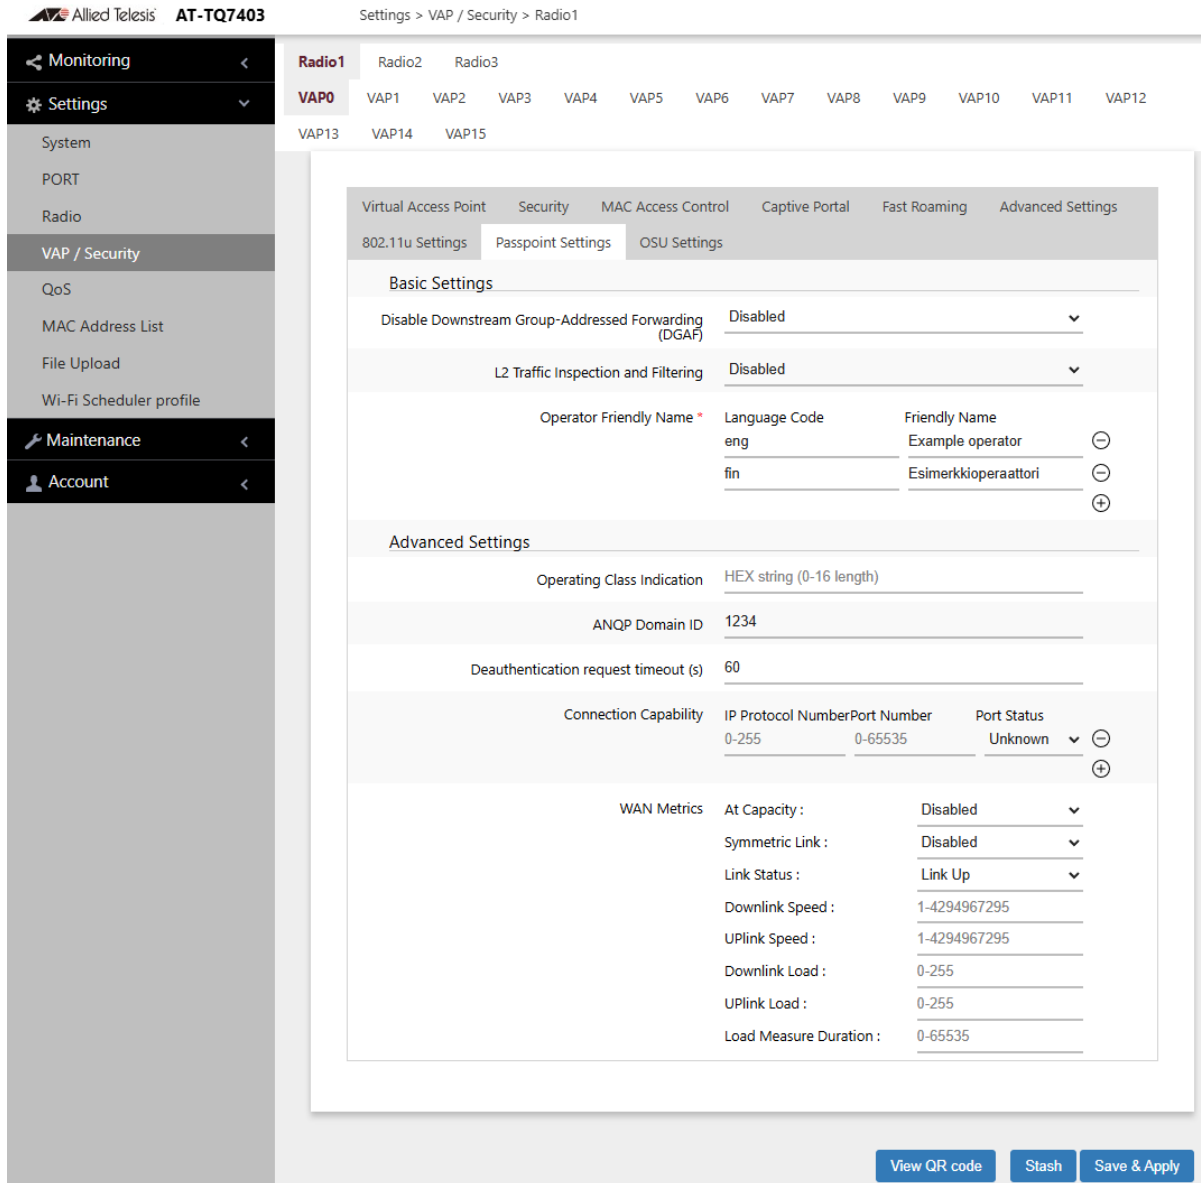 Allied Telesis AT-TQ7403 Settings > VAP / Security > Radio1
Monitoring
Settings
System
PORT
Radio
VAP / Security
QoS
MAC Address List
File Upload
Wi-Fi Scheduler profile
Maintenance
Account
Radio1 Radio2 Radio3
VAP0 VAP1 VAP2 VAP3 VAP4 VAP5 VAP6 VAP7 VAP8 VAP9 VAP10 VAP11 VAP12
VAP13 VAP14 VAP15
Virtual Access Point Security MAC Access Control Captive Portal Fast Roaming Advanced Settings
802.11u Settings Passpoint Settings OSU Settings
Basic Settings
Disable Downstream Group-Addressed Forwarding Disabled
(DGAF)
L2 Traffic Inspection and Filtering Disabled
Operator Friendly Name * Language Code Friendly Name
eng Example operator
fin Esimerkkioperaattori
Advanced Settings
Operating Class Indication HEX string (0-16 length)
ANQP Domain ID 1234
Deauthentication request timeout (s) 60
Connection Capability IP Protocol Number Port Number Port Status
0-255 0-65535 Unknown
WAN Metrics At Capacity : Disabled
Symmetric Link : Disabled
Link Status : Link Up
Downlink Speed : 1-4294967295
UPlink Speed : 1-4294967295
Downlink Load : 0-255
UPlink Load : 0-255
Load Measure Duration : 0-65535
View QR code Stash Save & Apply